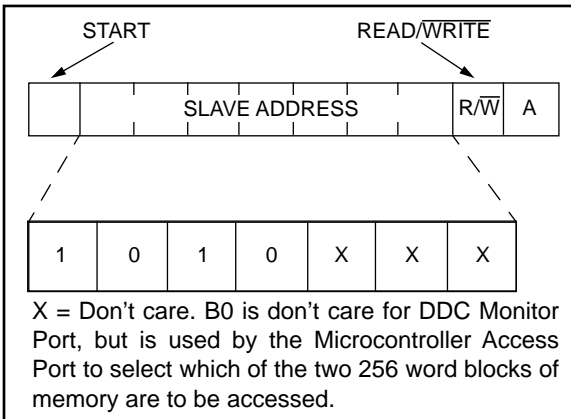 START READ/WRITE
SLAVE ADDRESS R/W A
1 0 1 0 X X X
X = Don't care. B0 is don't care for DDC Monitor
Port, but is used by the Microcontroller Access
Port to select which of the two 256 word blocks of
memory are to be accessed.